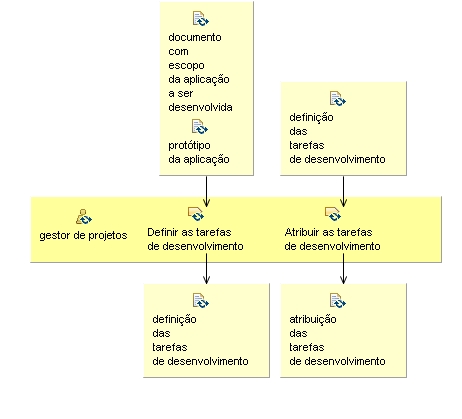 documento
com
escopo
da aplicação
a ser
desenvolvida
protótipo
da aplicação
definição
das
tarefas
de desenvolvimento
gestor de projetos
Definir as tarefas
de desenvolvimento
Atribuir as tarefas
de desenvolvimento
definição
das
tarefas
de desenvolvimento
atribuição
das
tarefas
de desenvolvimento